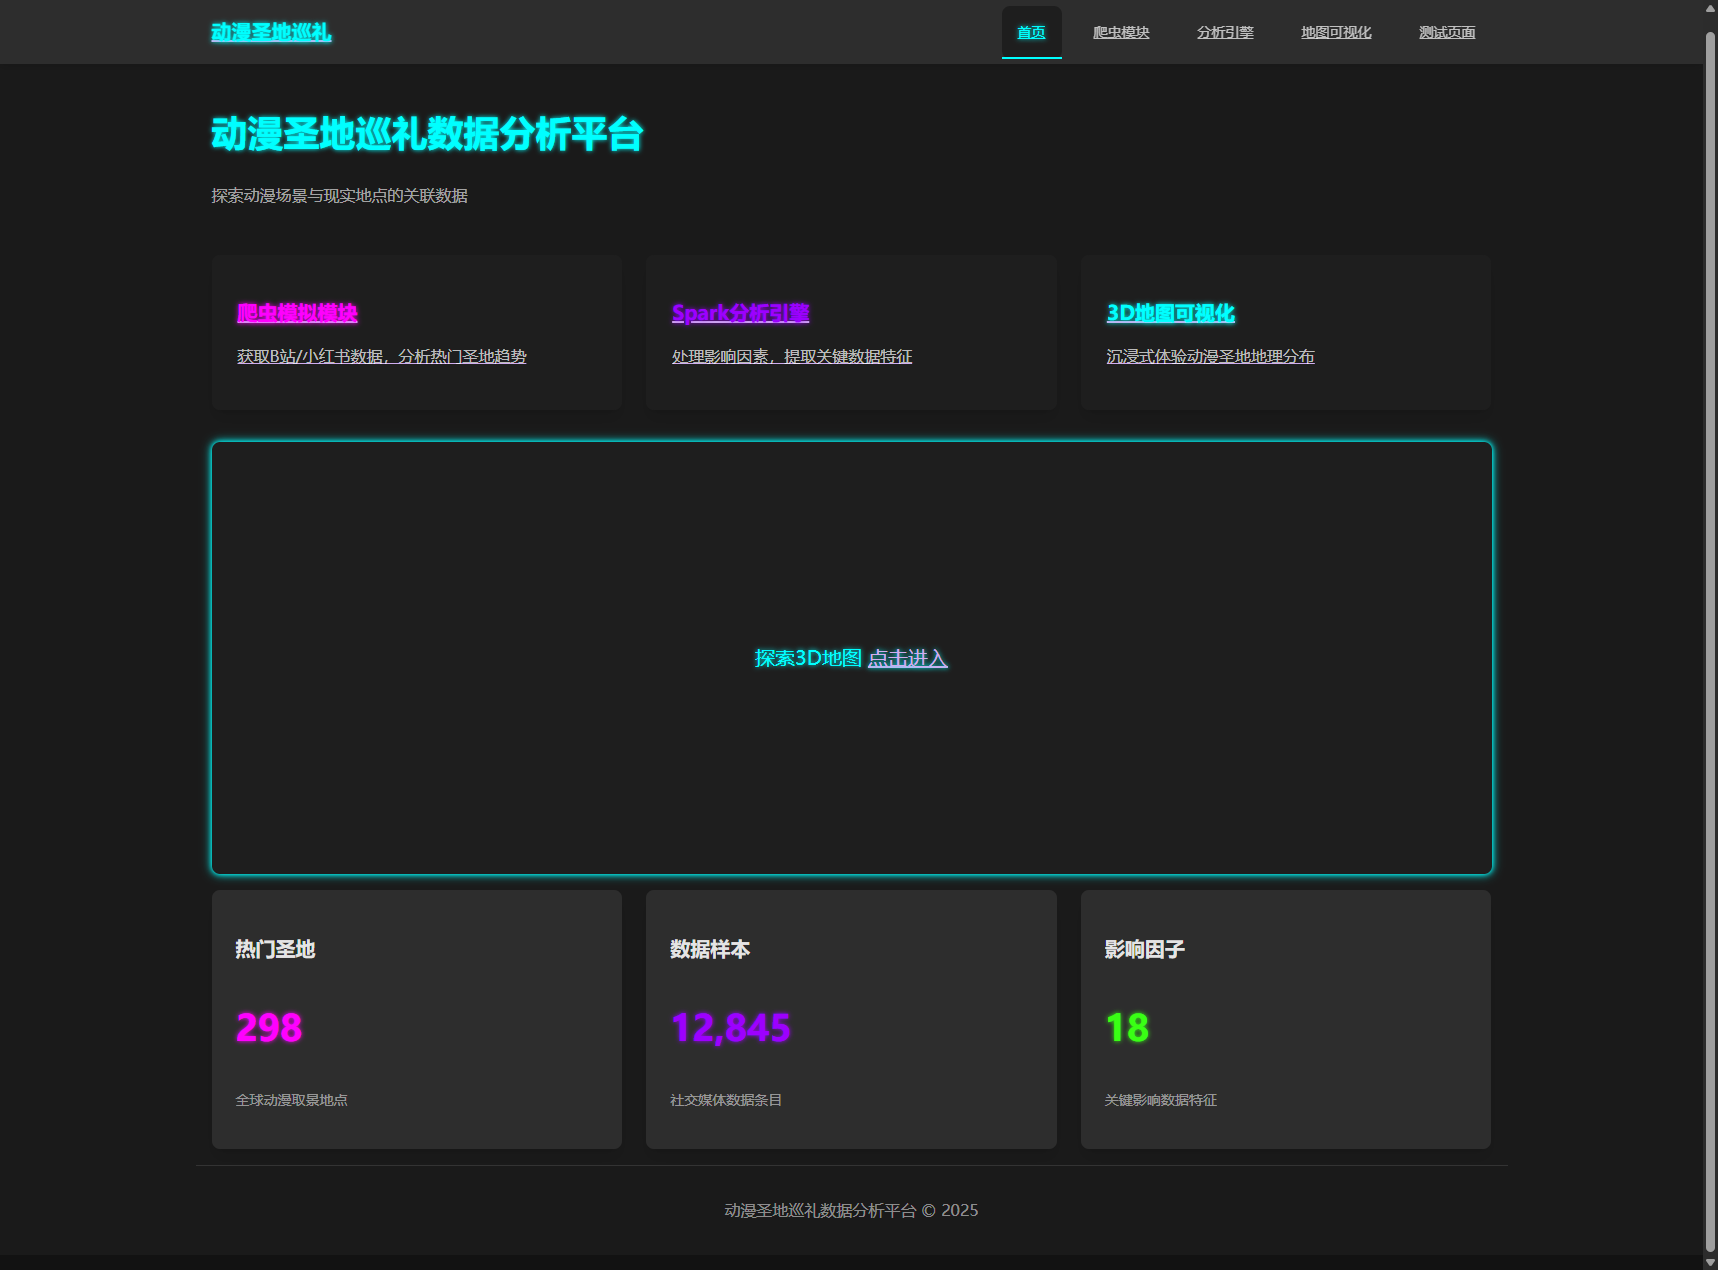 动漫圣地巡礼
首页 爬虫模块 分析引擎 地图可视化 测试页面
动漫圣地巡礼数据分析平台
探索动漫场景与现实地点的关联数据
爬虫模拟模块
获取B站/小红书数据，分析热门圣地趋势
Spark分析引擎
处理影响因素，提取关键数据特征
3D地图可视化
沉浸式体验动漫圣地地理分布
探索3D地图 点击进入
热门圣地
298
全球动漫取景地点
数据样本
12,845
社交媒体数据条目
影响因子
18
关键影响数据特征
动漫圣地巡礼数据分析平台 © 2025